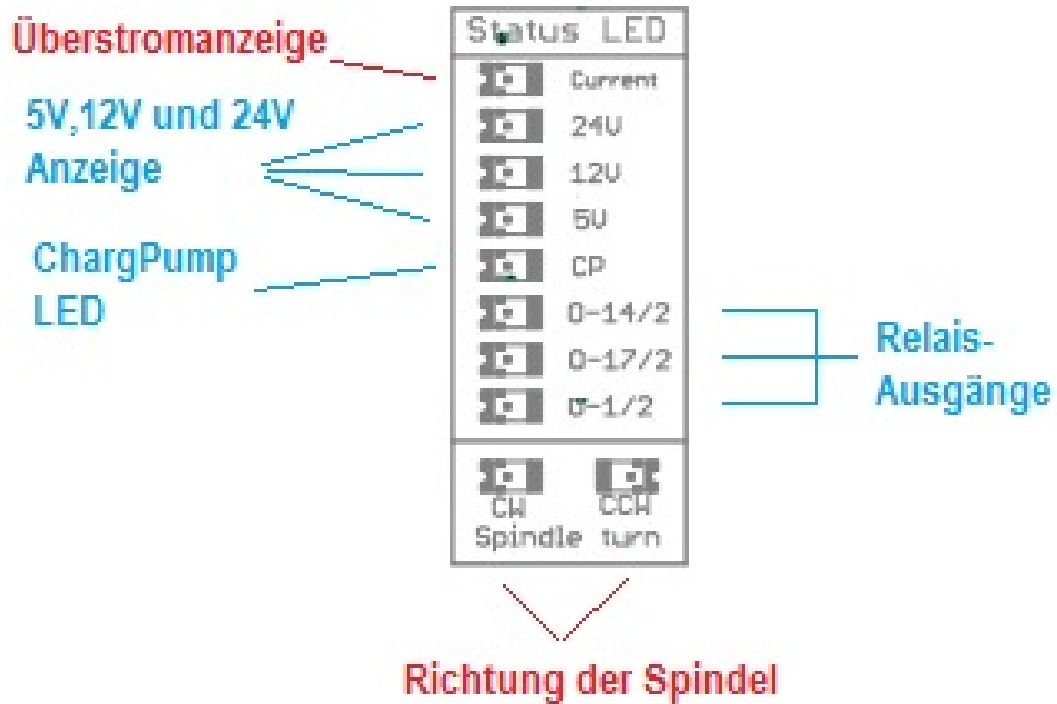 Überstromanzeige
5V,12V und 24V
Anzeige
ChargPump
LED
Status LED
Current
24V
12V
5V
CP
O-14/2
O-17/2
O-1/2
CW
CCW
Spindle turn
Relais-
Ausgänge
Richtung der Spindel